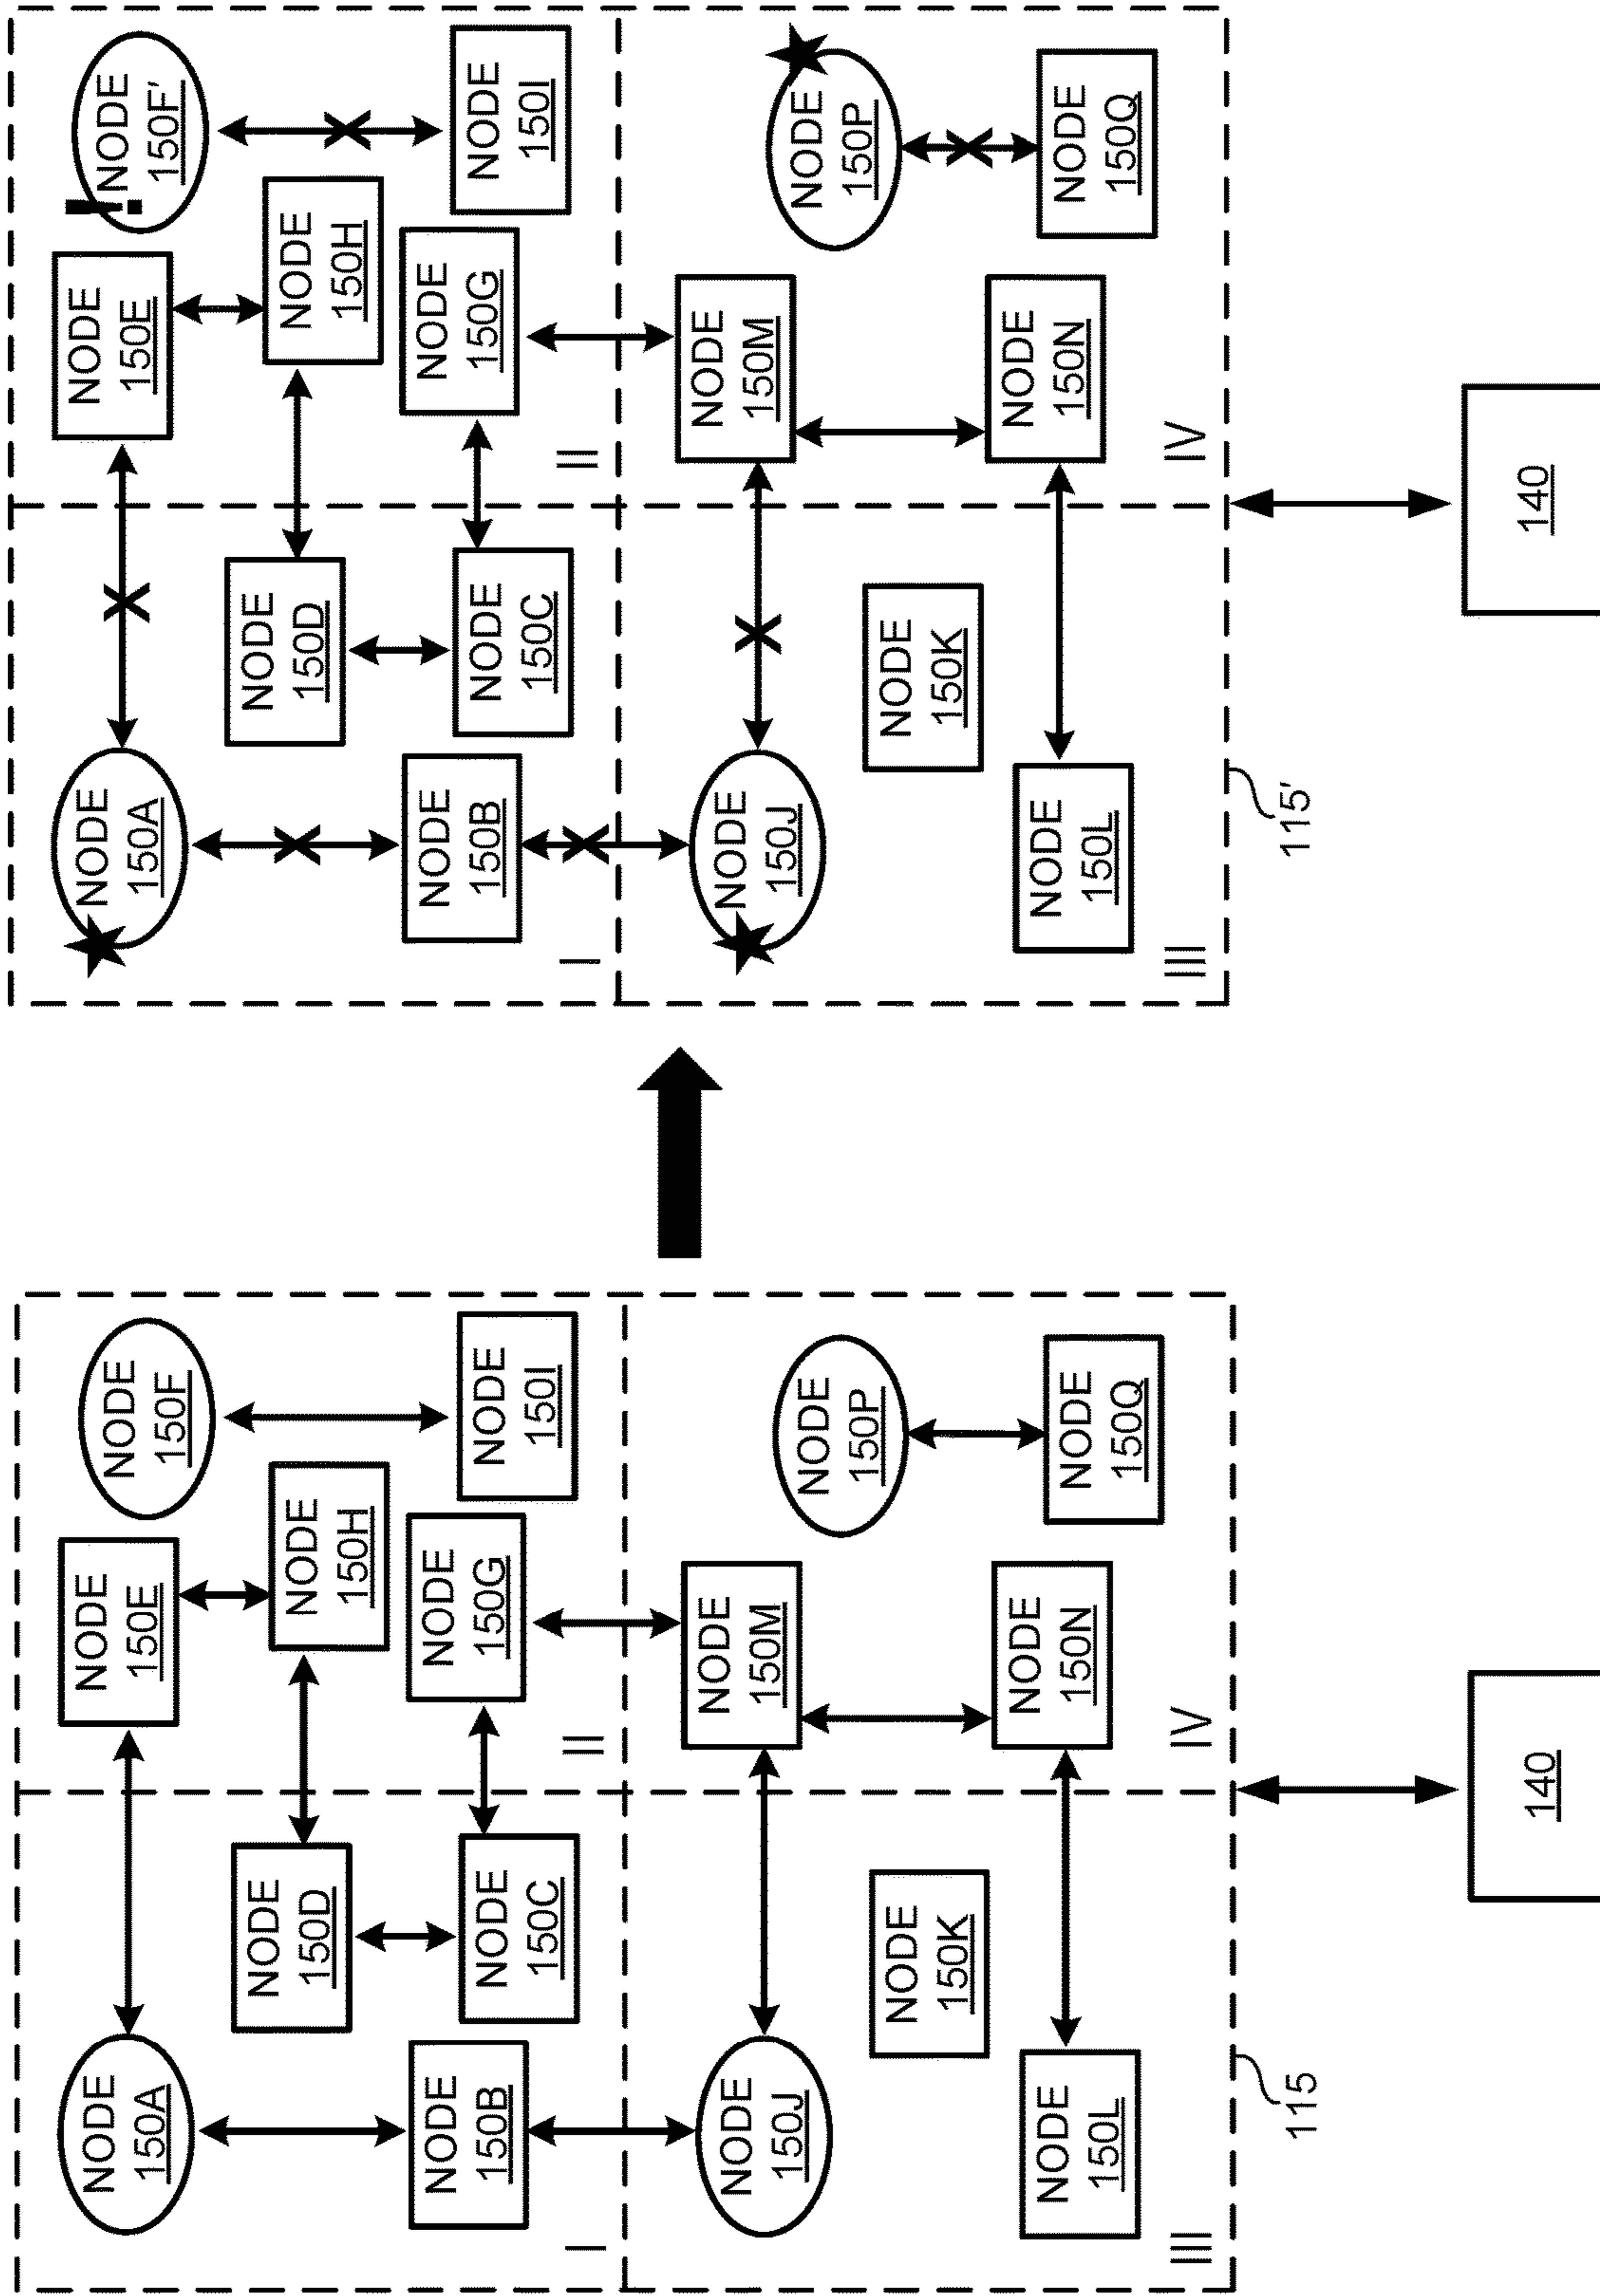 NODE
150A
NODE
150E
NODE
150F
NODE
150D
NODE
150H
NODE
150B
NODE
150C
NODE
150G
NODE
150I
I
II
NODE
150J
NODE
150M
NODE
150P
NODE
150K
NODE
150L
NODE
150N
NODE
150Q
III
IV
115
140
NODE
150A
NODE
150E
! NODE
150F'
NODE
150D
NODE
150H
NODE
150B
NODE
150C
NODE
150G
NODE
150I
I
II
NODE
150J
NODE
150M
NODE
150P
NODE
150K
NODE
150L
NODE
150N
NODE
150Q
III
IV
115'
140